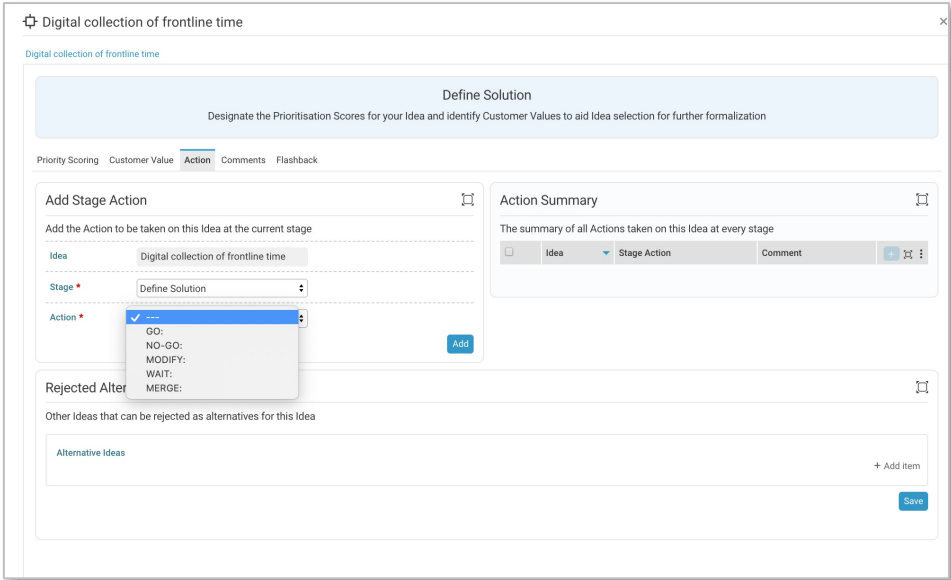 Digital collection of frontline time
Digital collection of frontline time
Define Solution
Designate the Prioritisation Scores for your Idea and identify Customer Values to aid Idea selection for further formalization
Priority Scoring Customer Value Action Comments Flashback
Add Stage Action
Add the Action to be taken on this Idea at the current stage
Idea Digital collection of frontline time
Stage * Define Solution
Action * ---
GO:
NO-GO:
MODIFY:
WAIT:
MERGE:
Add
Action Summary
The summary of all Actions taken on this Idea at every stage
Idea Stage Action Comment
Rejected Alter
Other Ideas that can be rejected as alternatives for this Idea
Alternative Ideas
+ Add item
Save